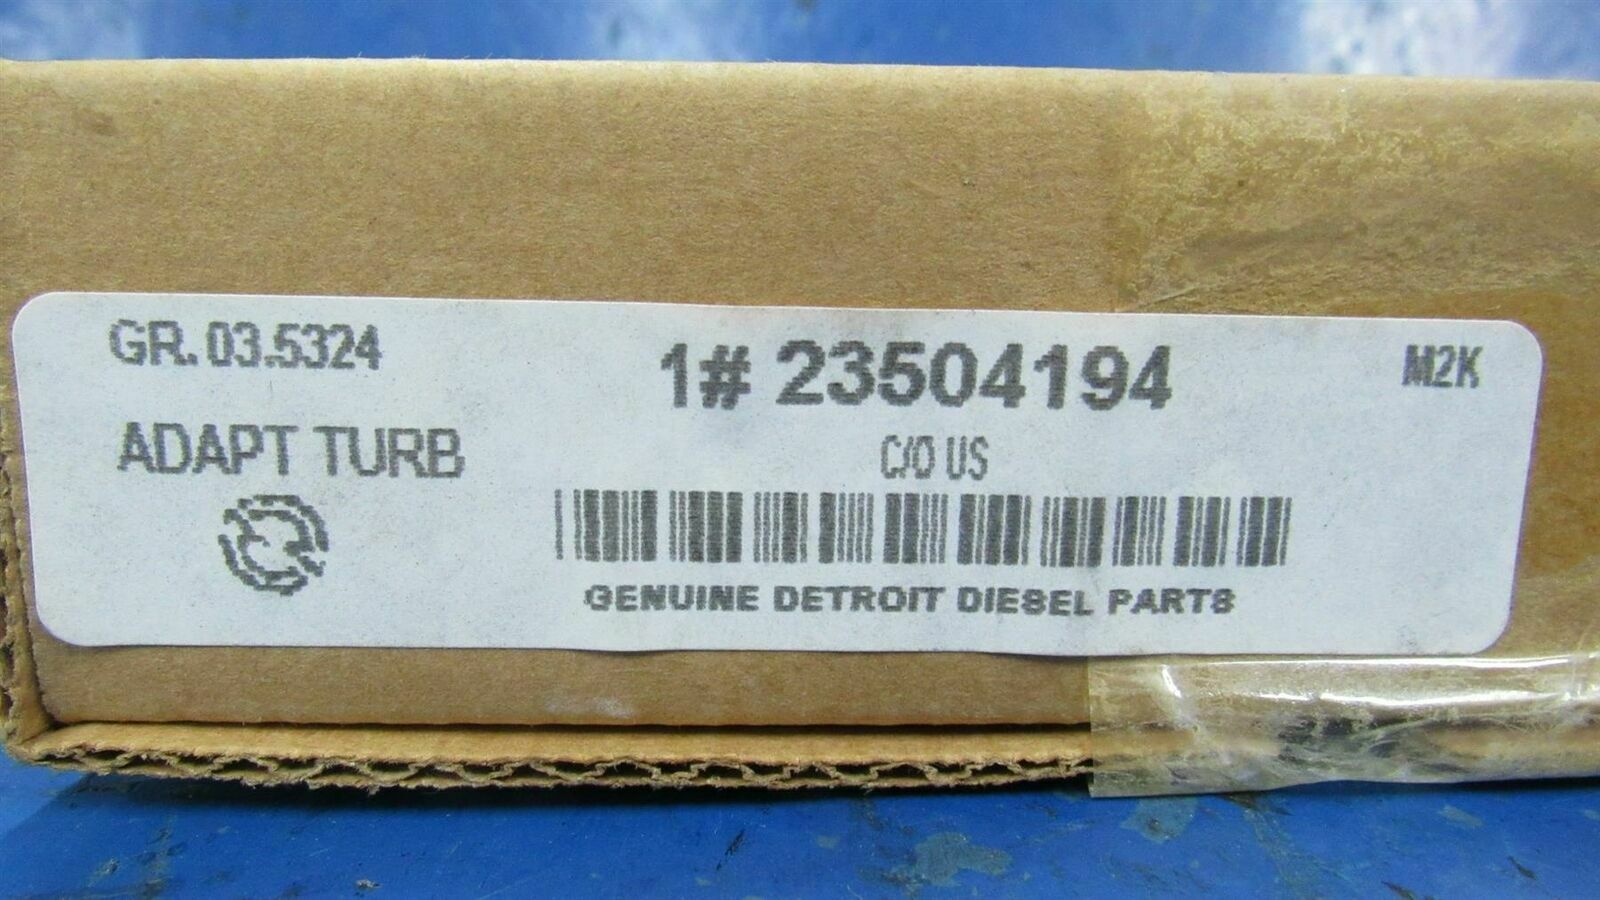 GR. 03.5324
1# 23504194
M2K
ADAPT TURB
C/O US
GENUINE DETROIT DIESEL PARTS